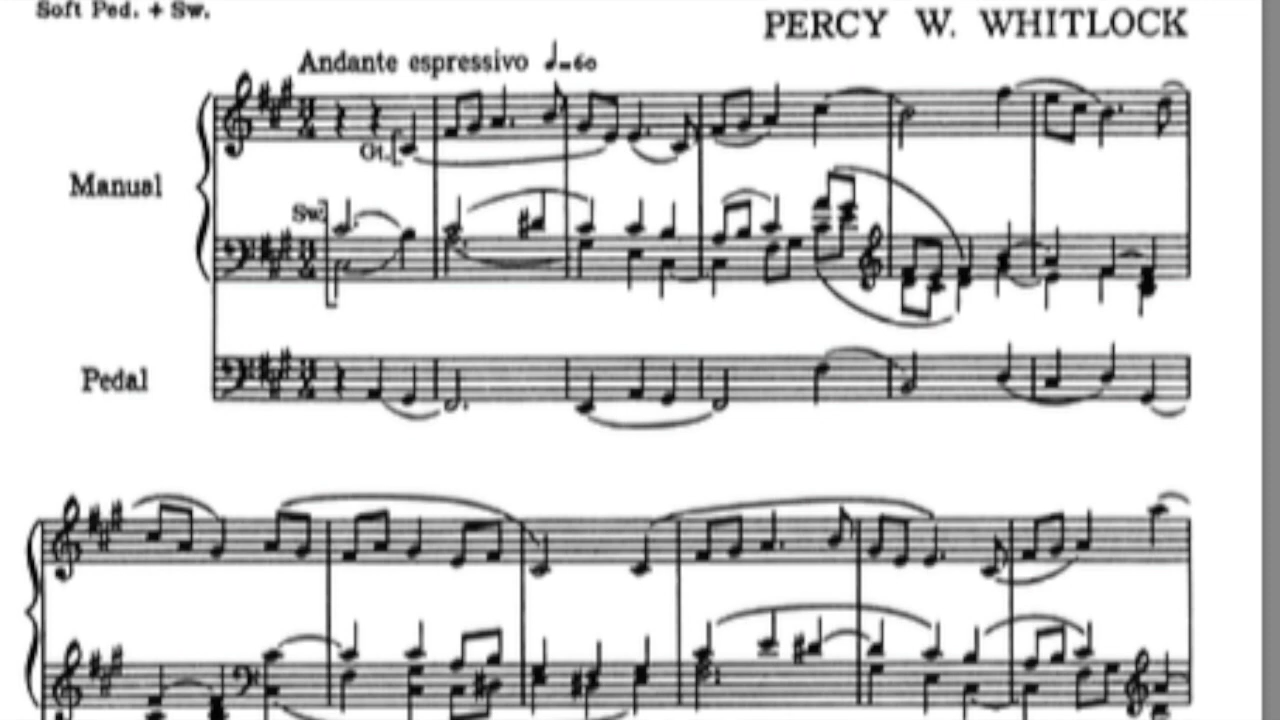 Soft Ped. + Sw.
PERCY W. WHITLOCK
Andante espressivo ♩=60
Gt.
Manual
Sw.
Pedal